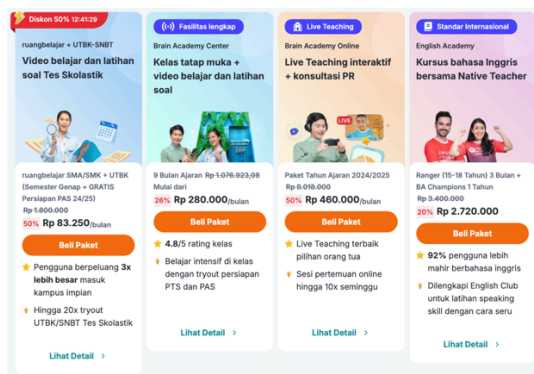 Diskon 50% 12:41:29
ruangbelajar + UTBK-SNBT
Video belajar dan latihan
soal Tes Skolastik
ruangbelajar SMA/SMK + UTBK
(Semester Genap + GRATIS
Persiapan PAS 24/25)
Rp 1.800.000
50% Rp 83.250/bulan
Beli Paket
Pengguna berpeluang 3x
lebih besar masuk
kampus impian
Hingga 20x tryout
UTBK/SNBT Tes Skolastik
Lihat Detail >
Fasilitas lengkap
Brain Academy Center
Kelas tatap muka +
video belajar dan latihan
soal
9 Bulan Ajaran Rp 1.076.923,08
Mulai dari
26% Rp 280.000/bulan
Beli Paket
4.8/5 rating kelas
Belajar intensif di kelas
dengan tryout persiapan
PTS dan PAS
Lihat Detail >
Live Teaching
Brain Academy Online
Live Teaching interaktif
+ konsultasi PR
LIVE
Paket Tahun Ajaran 2024/2025
Rp 6.018.000
50% Rp 460.000/bulan
Beli Paket
Live Teaching terbaik
pilihan orang tua
Sesi pertemuan online
hingga 10x seminggu
Lihat Detail >
Standar Internasional
English Academy
Kursus bahasa Inggris
bersama Native Teacher
Ranger (15-18 Tahun) 3 Bulan +
BA Champions 1 Tahun
Rp 3.400.000
20% Rp 2.720.000
Beli Paket
92% pengguna lebih
mahir berbahasa inggris
Dilengkapi English Club
untuk latihan speaking
skill dengan cara seru
Lihat Detail >